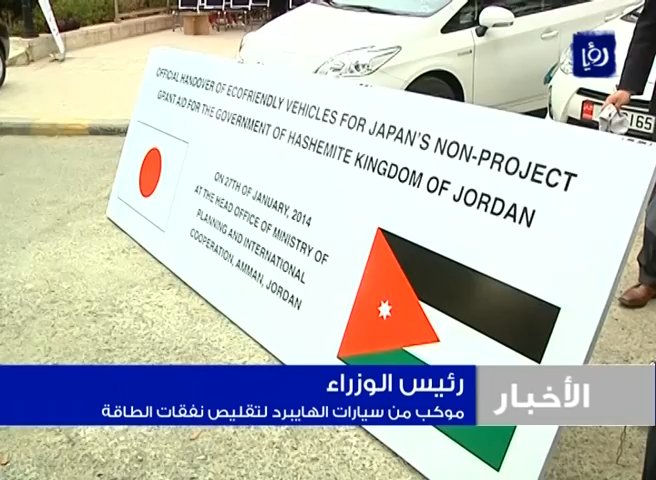 رؤيا
OFFICIAL HANDOVER OF ECOFRIENDLY VEHICLES FOR JAPAN'S NON-PROJECT
GRANT AID FOR THE GOVERNMENT OF HASHEMITE KINGDOM OF JORDAN
ON 27TH OF JANUARY, 2014
AT THE HEAD OFFICE OF MINISTRY OF
PLANNING AND INTERNATIONAL
COOPERATION, AMMAN, JORDAN
165
الأخبار
رئيس الوزراء
موكب من سيارات الهايبرد لتقليص نفقات الطاقة